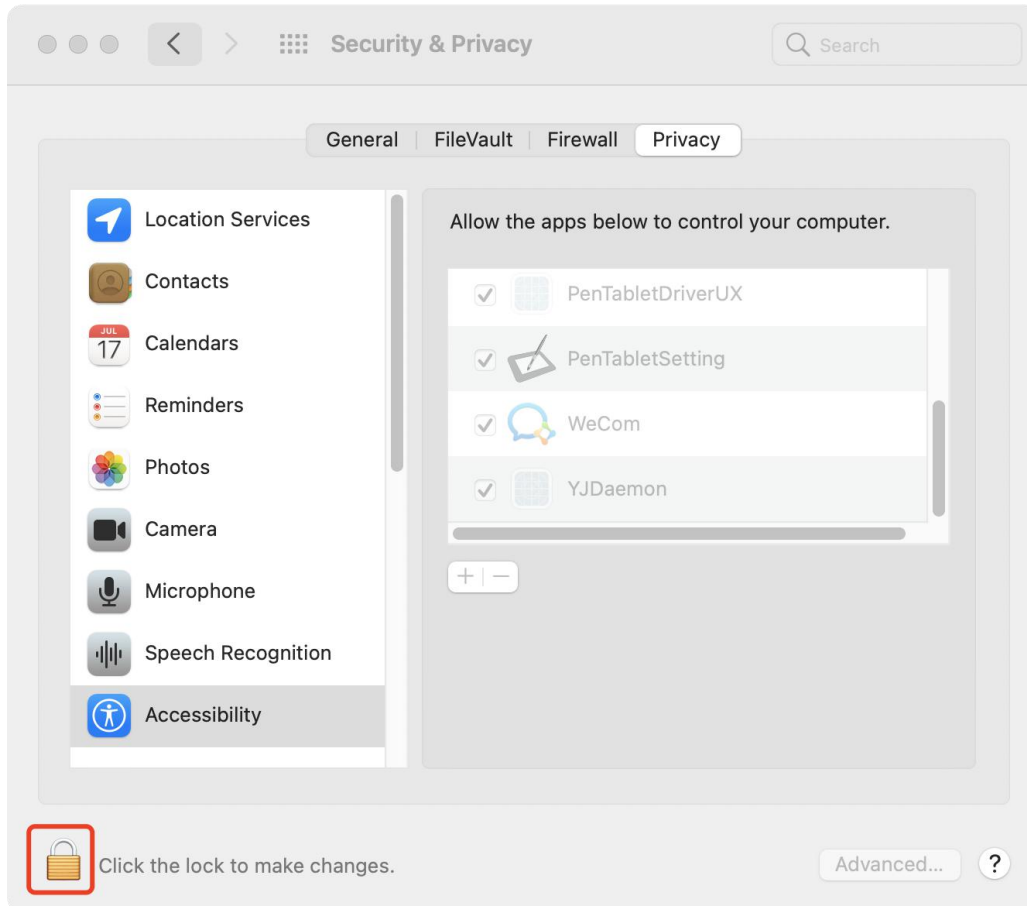 Security & Privacy
Search
General
FileVault
Firewall
Privacy
Location Services
Contacts
JUL
17
Calendars
Reminders
Photos
Camera
Microphone
Speech Recognition
Accessibility
Allow the apps below to control your computer.
PenTabletDriverUX
PenTabletSetting
WeCom
YJDaemon
Click the lock to make changes.
Advanced...
?